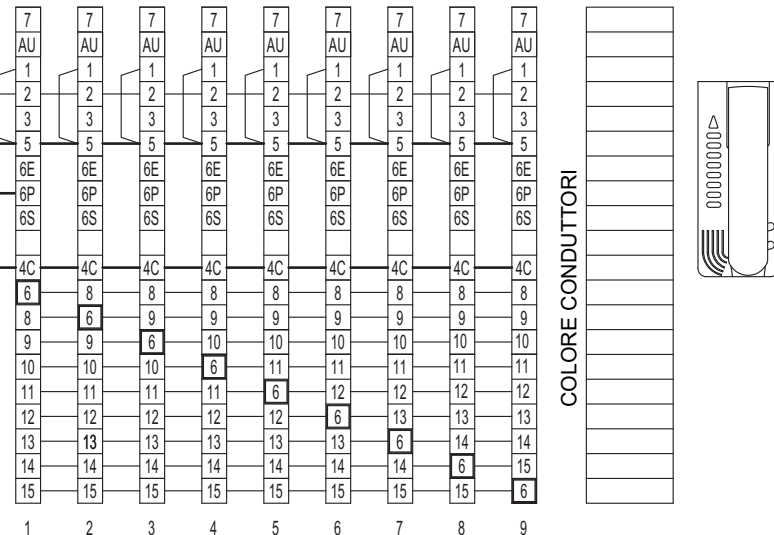 7 7 7 7 7 7 7 7 7
AU AU AU AU AU AU AU AU AU
1 1 1 1 1 1 1 1 1
2 2 2 2 2 2 2 2 2
3 3 3 3 3 3 3 3 3
5 5 5 5 5 5 5 5 5
6E 6E 6E 6E 6E 6E 6E 6E 6E
6P 6P 6P 6P 6P 6P 6P 6P 6P
6S 6S 6S 6S 6S 6S 6S 6S 6S
4C 4C 4C 4C 4C 4C 4C 4C 4C
6 8 8 8 8 8 8 8 8
8 6 9 9 9 9 9 9 9
9 9 6 10 10 10 10 10 10
10 10 10 6 11 11 11 11 11
11 11 11 11 6 12 12 12 12
12 12 12 12 12 6 13 13 13
13 13 13 13 13 13 6 14 14
14 14 14 14 14 14 14 6 15
15 15 15 15 15 15 15 15 6
1 2 3 4 5 6 7 8 9
COLORE CONDUTTORI